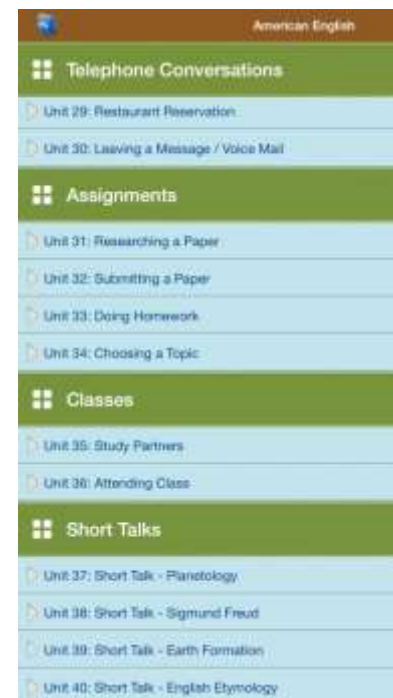 American English
Telephone Conversations
Unit 29: Restaurant Reservation
Unit 30: Leaving a Message / Voice Mail
Assignments
Unit 31: Researching a Paper
Unit 32: Submitting a Paper
Unit 33: Doing Homework
Unit 34: Choosing a Topic
Classes
Unit 35: Study Partners
Unit 36: Attending Class
Short Talks
Unit 37: Short Talk - Planetology
Unit 38: Short Talk - Sigmund Freud
Unit 39: Short Talk - Earth Formation
Unit 40: Short Talk - English Etymology